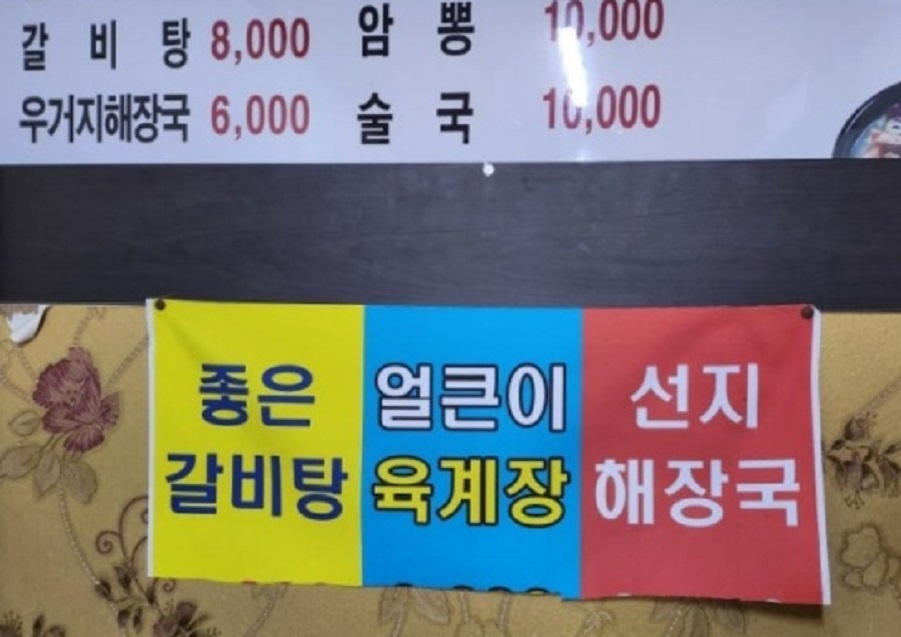 갈비탕 8,000 암뽕 10,000
우거지해장국 6,000 술국 10,000
좋은
갈비탕
얼큰이
육계장
선지
해장국